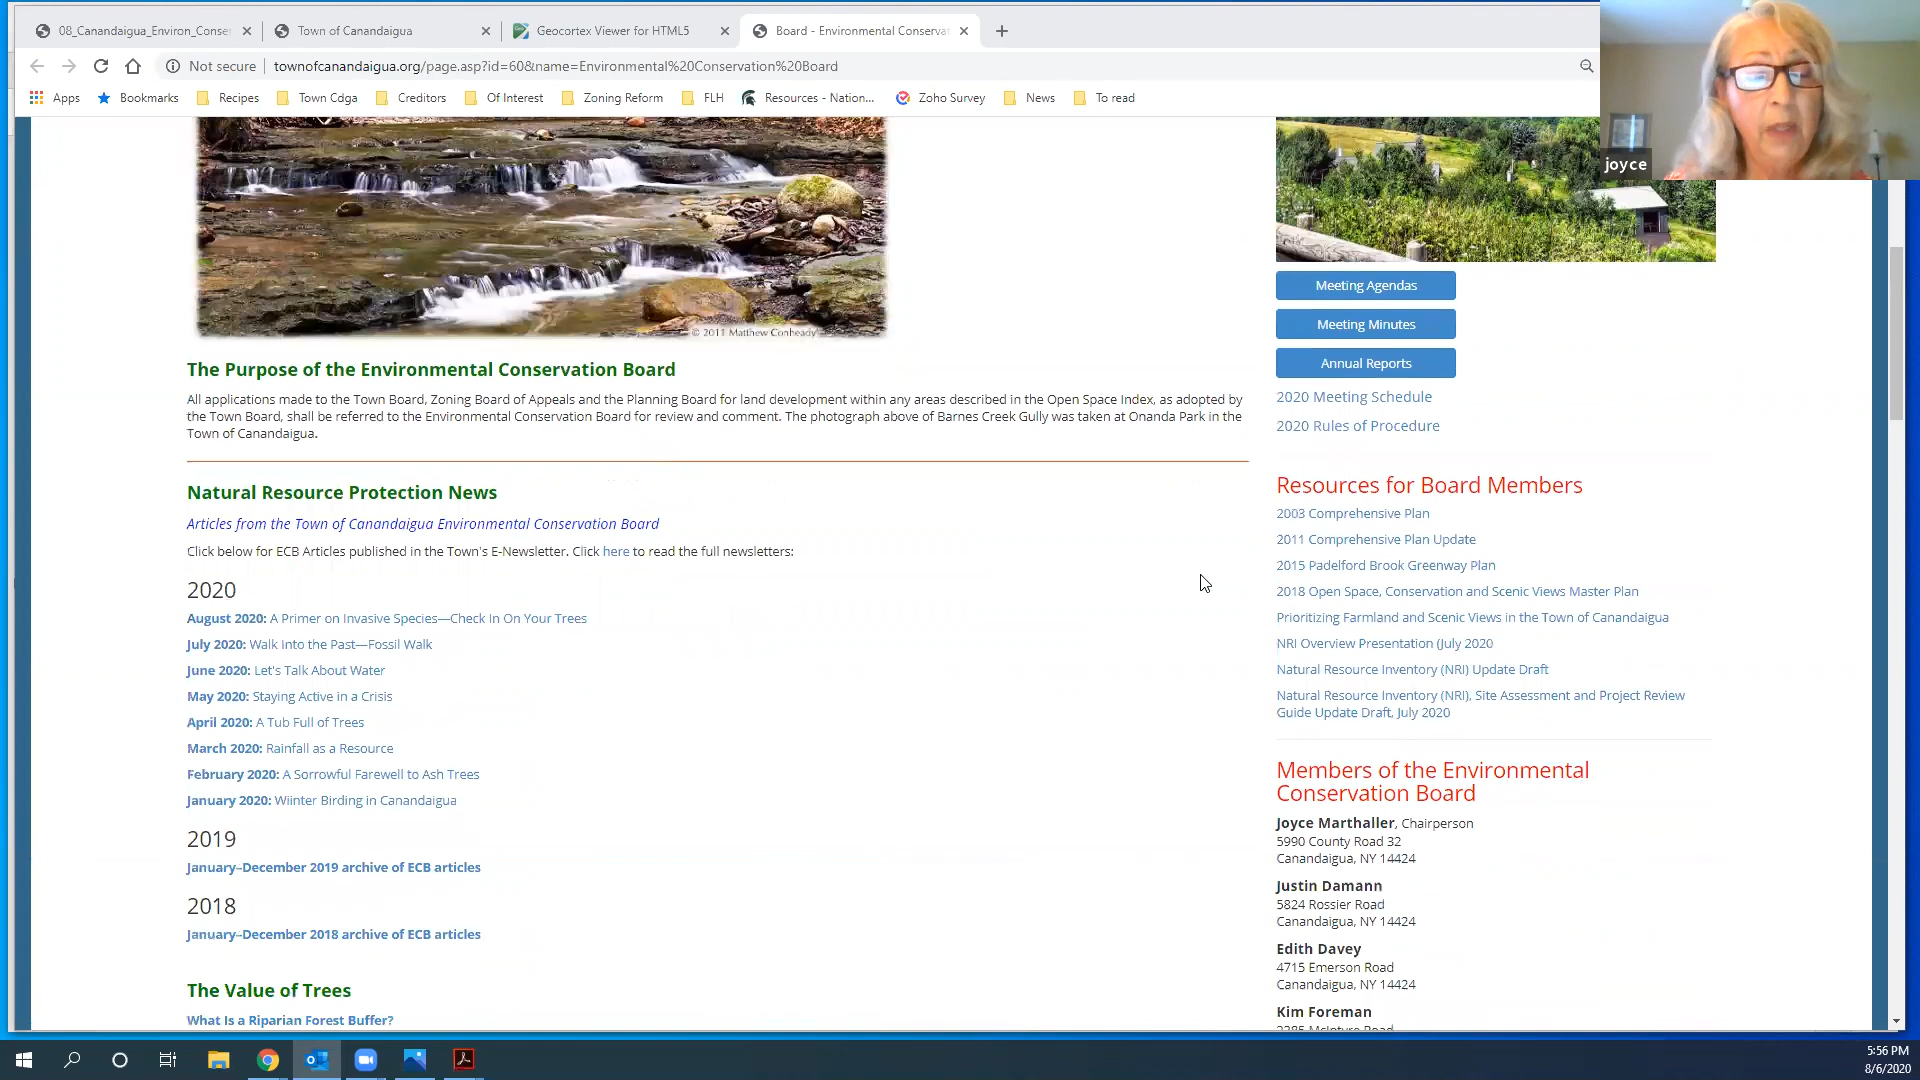 08_Canandaigua_Environ_Conse
Town of Canandaigua
Geocortex Viewer for HTML5
Board - Environmental Conservat
Not secure
townofcanandaigua.org/page.asp?id=60&name=Environmental%20Conservation%20Board
Apps
Bookmarks
Recipes
Town Cdga
Creditors
Of Interest
Zoning Reform
FLH
Resources - Nation...
Zoho Survey
News
To read
joyce
© 2011 Matthew Conheady
The Purpose of the Environmental Conservation Board
All applications made to the Town Board, Zoning Board of Appeals and the Planning Board for land development within any areas described in the Open Space Index, as adopted by
the Town Board, shall be referred to the Environmental Conservation Board for review and comment. The photograph above of Barnes Creek Gully was taken at Onanda Park in the
Town of Canandaigua.
Natural Resource Protection News
Articles from the Town of Canandaigua Environmental Conservation Board
Click below for ECB Articles published in the Town's E-Newsletter. Click here to read the full newsletters:
2020
August 2020: A Primer on Invasive Species—Check In On Your Trees
July 2020: Walk Into the Past—Fossil Walk
June 2020: Let's Talk About Water
May 2020: Staying Active in a Crisis
April 2020: A Tub Full of Trees
March 2020: Rainfall as a Resource
February 2020: A Sorrowful Farewell to Ash Trees
January 2020: Wiinter Birding in Canandaigua
2019
January–December 2019 archive of ECB articles
2018
January–December 2018 archive of ECB articles
The Value of Trees
What Is a Riparian Forest Buffer?
Meeting Agendas
Meeting Minutes
Annual Reports
2020 Meeting Schedule
2020 Rules of Procedure
Resources for Board Members
2003 Comprehensive Plan
2011 Comprehensive Plan Update
2015 Padelford Brook Greenway Plan
2018 Open Space, Conservation and Scenic Views Master Plan
Prioritizing Farmland and Scenic Views in the Town of Canandaigua
NRI Overview Presentation (July 2020
Natural Resource Inventory (NRI) Update Draft
Natural Resource Inventory (NRI), Site Assessment and Project Review
Guide Update Draft, July 2020
Members of the Environmental
Conservation Board
Joyce Marthaller, Chairperson
5990 County Road 32
Canandaigua, NY 14424
Justin Damann
5824 Rossier Road
Canandaigua, NY 14424
Edith Davey
4715 Emerson Road
Canandaigua, NY 14424
Kim Foreman
2285 McIntyre Road
5:56 PM
8/6/2020